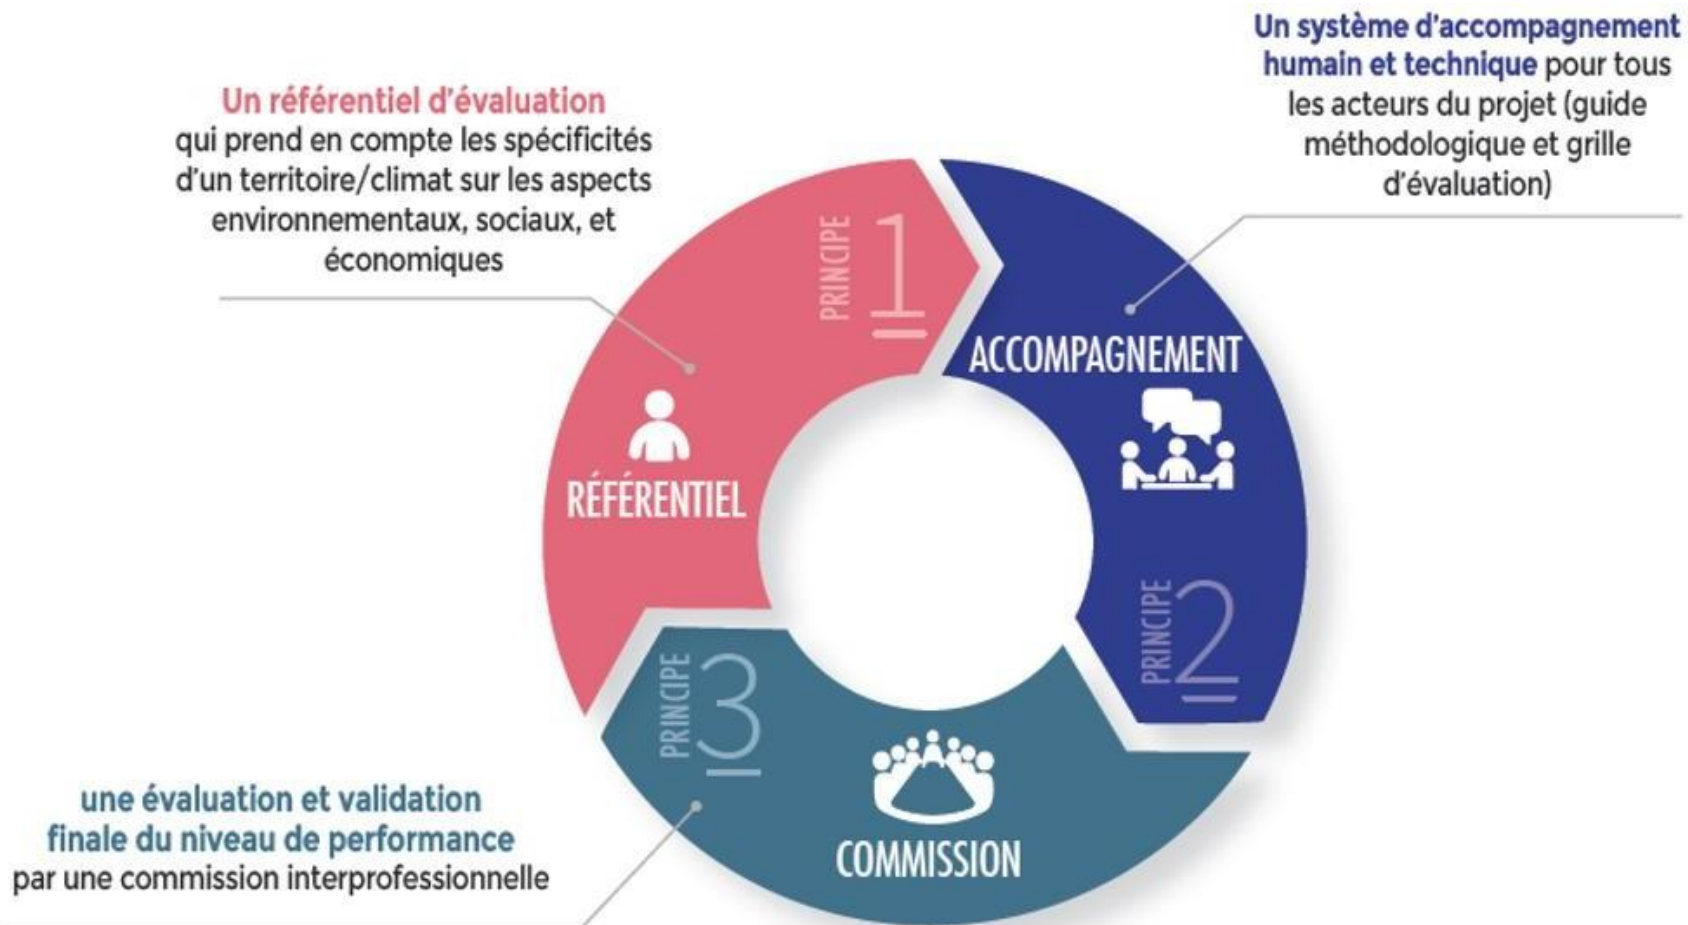 Un référentiel d'évaluation
qui prend en compte les spécificités
d'un territoire/climat sur les aspects
environnementaux, sociaux, et
économiques
Un système d'accompagnement
humain et technique pour tous
les acteurs du projet (guide
méthodologique et grille
d'évaluation)
PRINCIPE 1
RÉFÉRENTIEL
ACCOMPAGNEMENT
PRINCIPE 2
PRINCIPE 3
COMMISSION
une évaluation et validation
finale du niveau de performance
par une commission interprofessionnelle